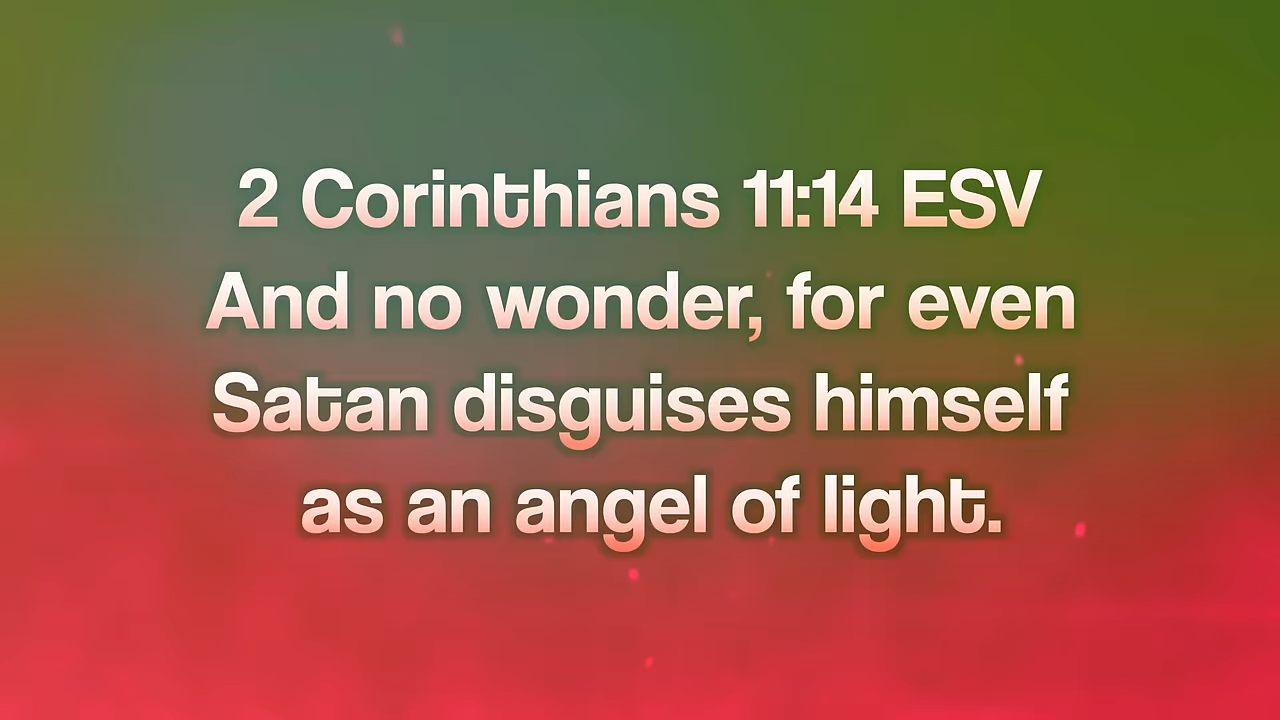 2 Corinthians 11:14 ESV
And no wonder, for even
Satan disguises himself
as an angel of light.